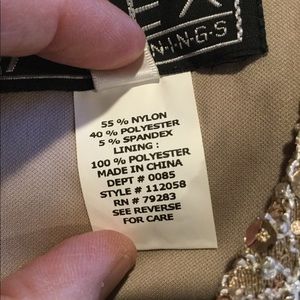 EX
N·I·N·G·S
55 % NYLON
40 % POLYESTER
5 % SPANDEX
LINING :
100 % POLYESTER
MADE IN CHINA
DEPT # 0085
STYLE # 112058
RN # 79283
SEE REVERSE
FOR CARE